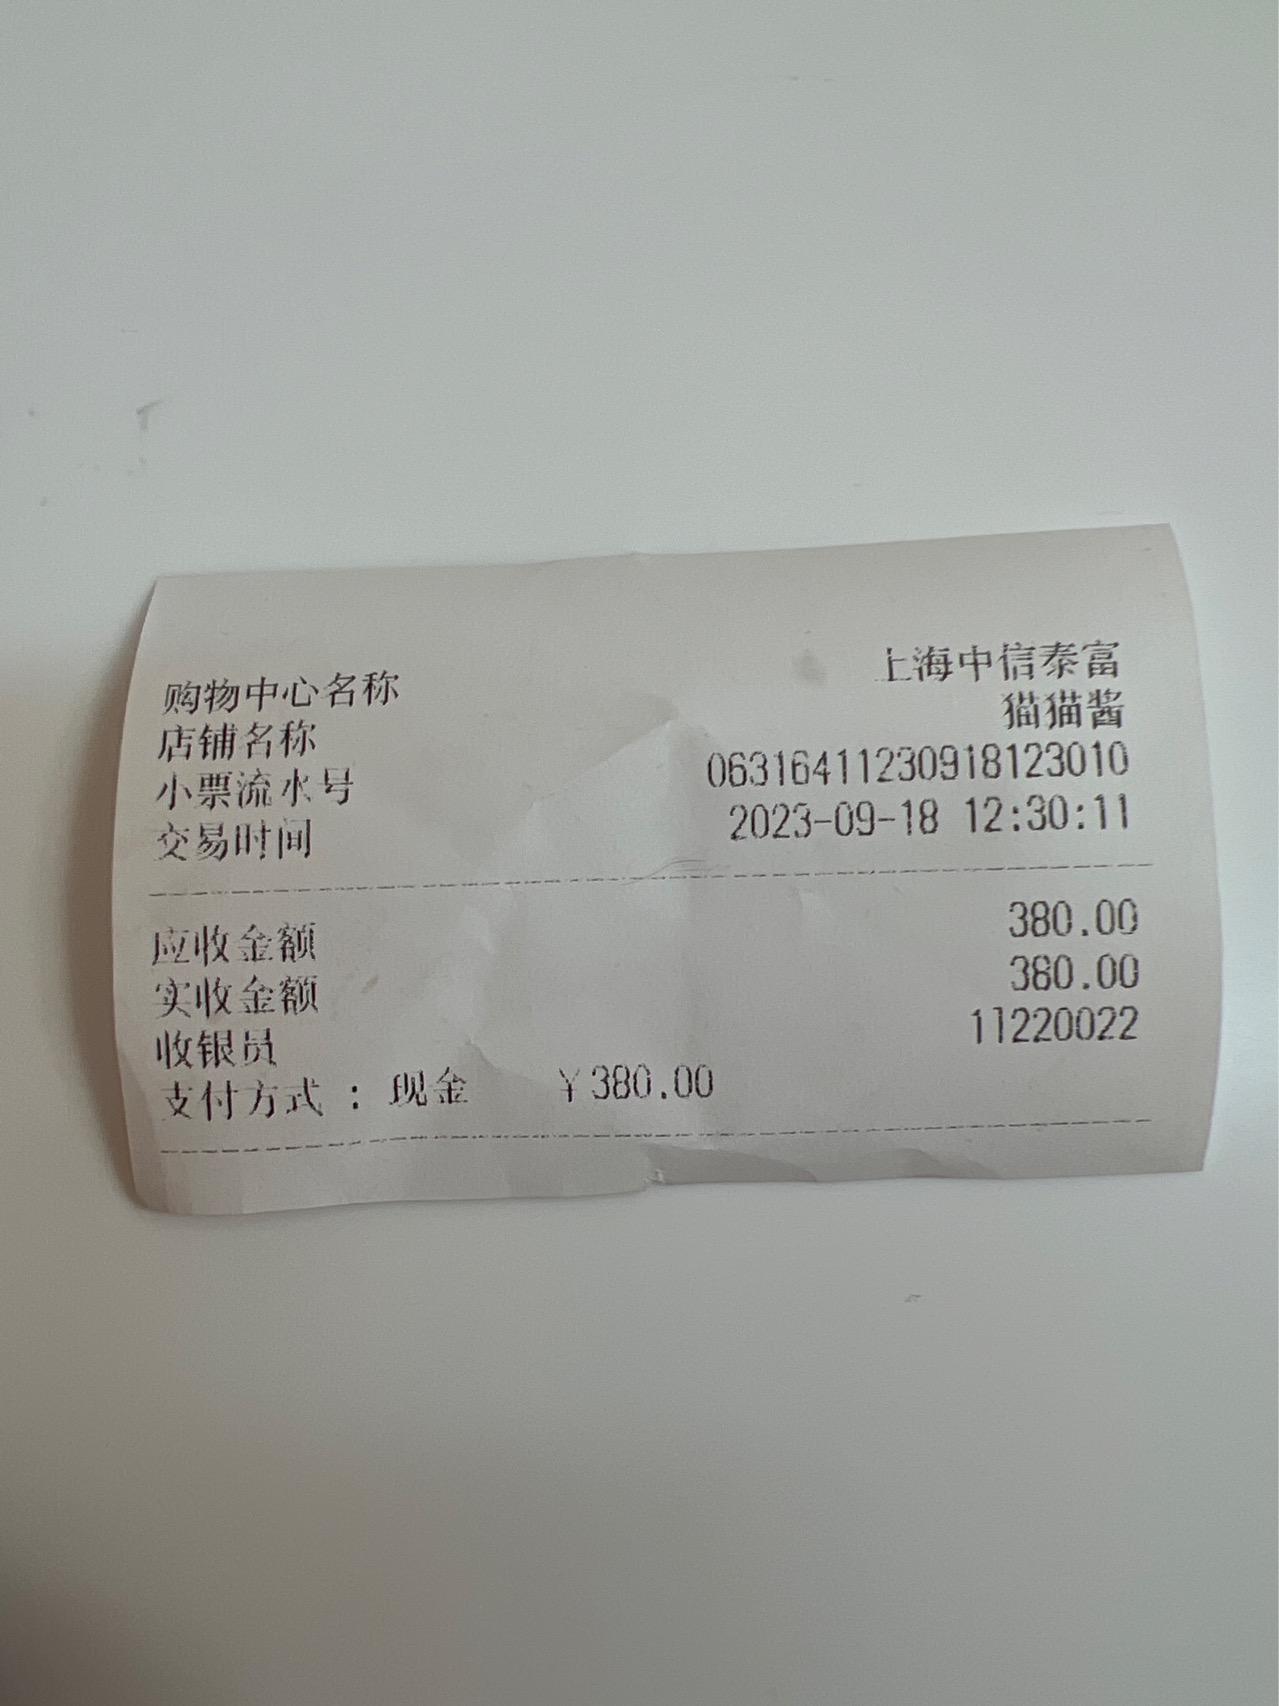 购物中心名称 上海中信泰富
店铺名称 猫猫酱
小票流水号 06316411230918123010
交易时间 2023-09-18 12:30:11
应收金额 380.00
实收金额 380.00
收银员 11220022
支付方式 : 现金 ¥380.00